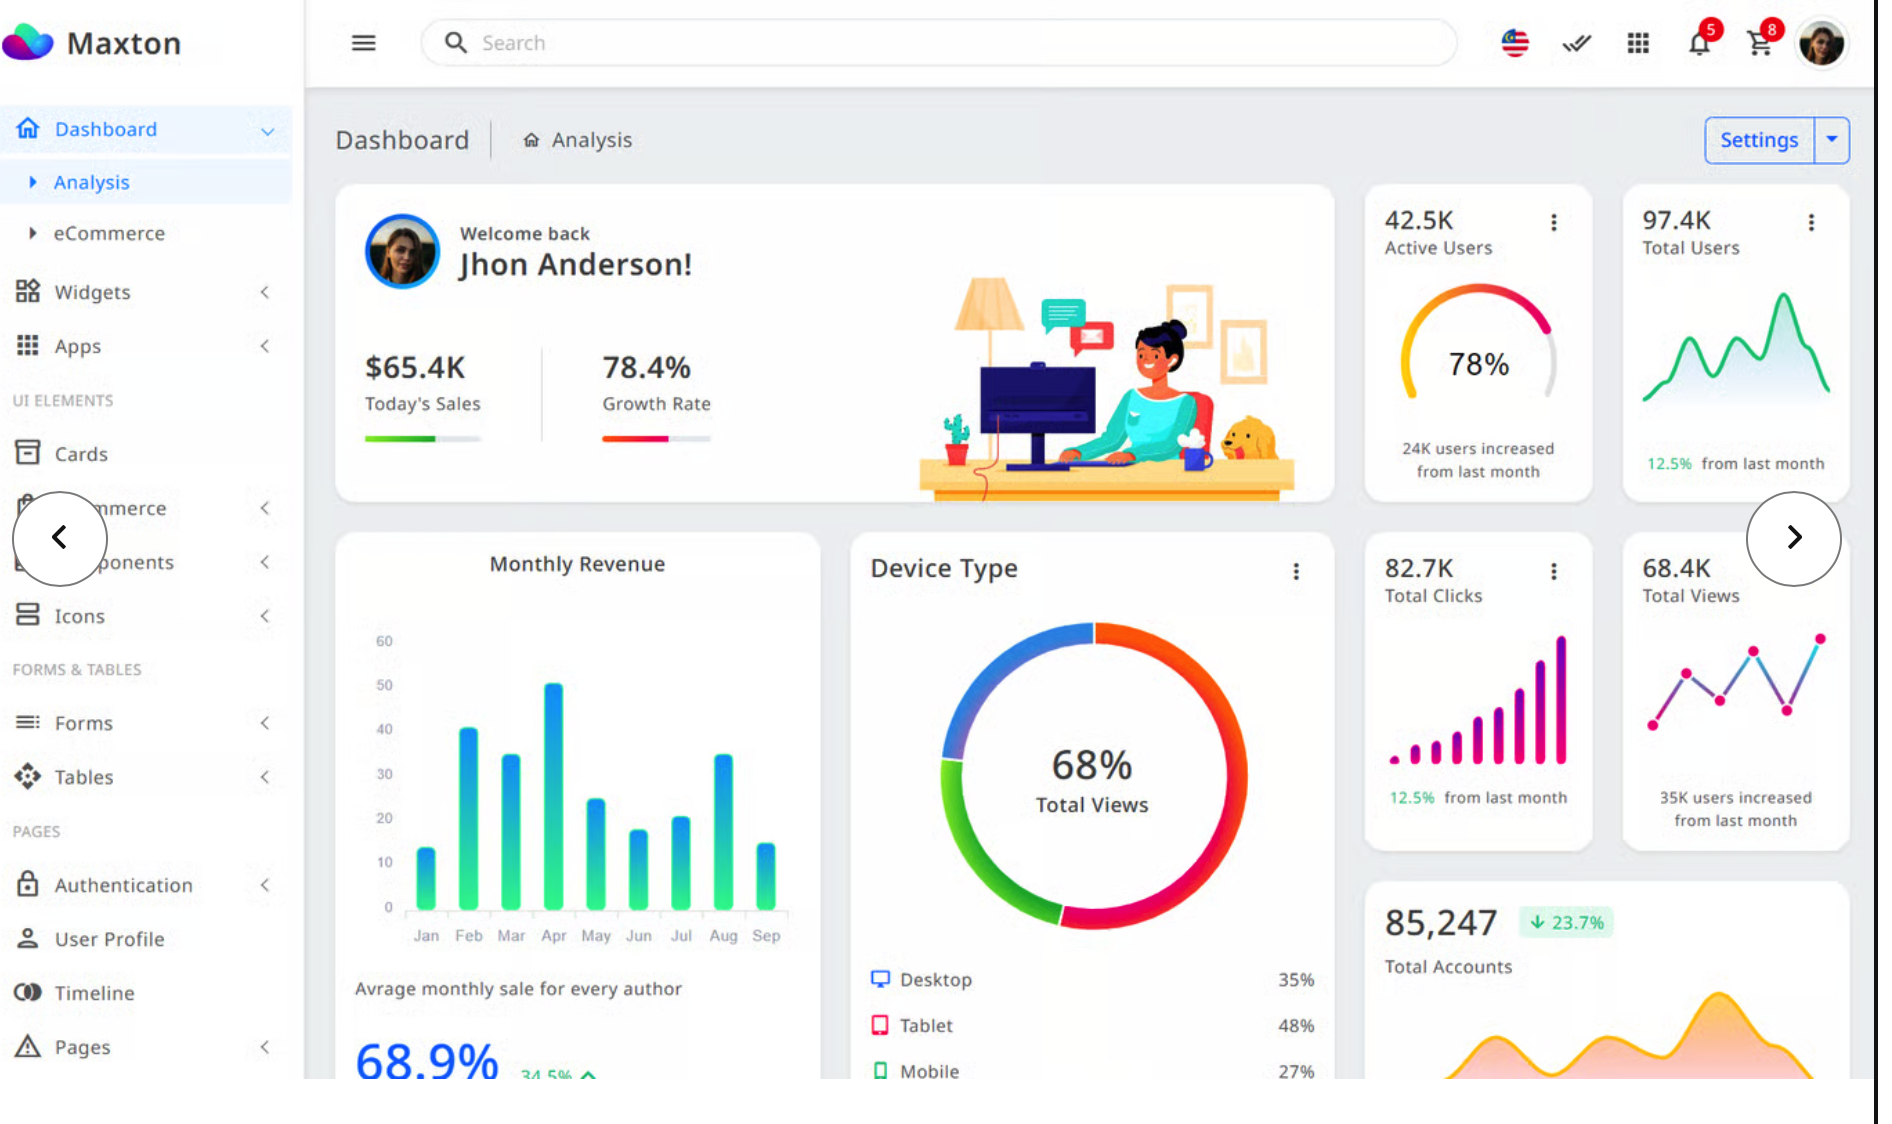 Maxton
Search
5
8
Dashboard
Analysis
eCommerce
Widgets
Apps
UI ELEMENTS
Cards
mmerce
ponents
Icons
FORMS & TABLES
Forms
Tables
PAGES
Authentication
User Profile
Timeline
Pages
Dashboard
Analysis
Settings
Welcome back
Jhon Anderson!
$65.4K
Today's Sales
78.4%
Growth Rate
42.5K
Active Users
78%
24K users increased
from last month
97.4K
Total Users
12.5% from last month
Monthly Revenue
60
50
40
30
20
10
0
Jan Feb Mar Apr May Jun Jul Aug Sep
Avrage monthly sale for every author
68.9% 34.5%
Device Type
68%
Total Views
Desktop 35%
Tablet 48%
Mobile 27%
82.7K
Total Clicks
12.5% from last month
68.4K
Total Views
35K users increased
from last month
85,247 23.7%
Total Accounts